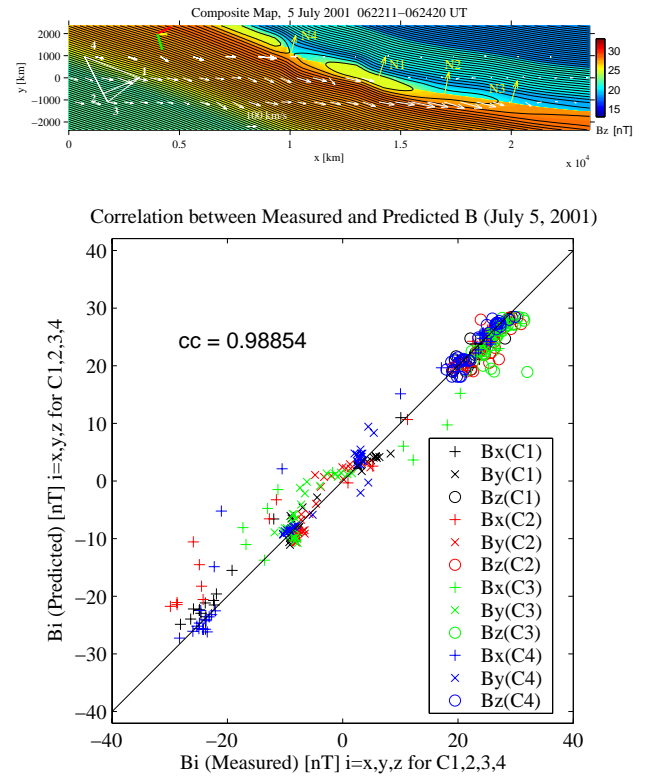 Composite Map, 5 July 2001 062211−062420 UT
2000
1000
0
−1000
−2000
y [km]
4
1
2
3
N4
N1
N2
N3
100 km/s
0
0.5
1
1.5
2
x [km]
x 10^4
30
25
20
15
Bz [nT]
Correlation between Measured and Predicted B (July 5, 2001)
cc = 0.98854
40
30
20
10
0
−10
−20
−30
−40
Bi (Predicted) [nT] i=x,y,z for C1,2,3,4
Bx(C1)
By(C1)
Bz(C1)
Bx(C2)
By(C2)
Bz(C2)
Bx(C3)
By(C3)
Bz(C3)
Bx(C4)
By(C4)
Bz(C4)
−40
−20
0
20
40
Bi (Measured) [nT] i=x,y,z for C1,2,3,4